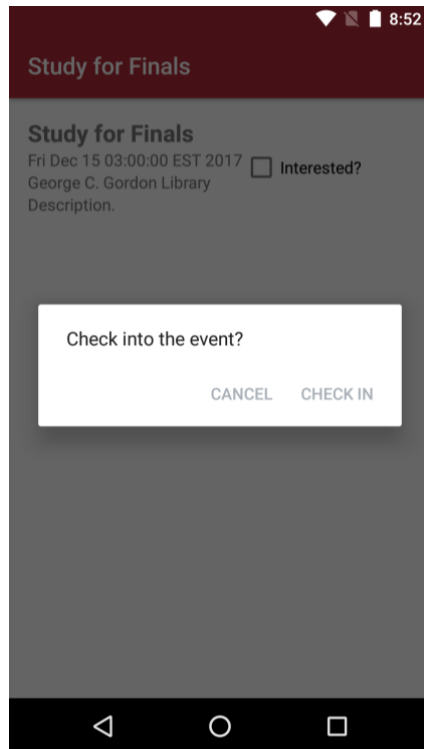 8:52
Study for Finals
Study for Finals
Fri Dec 15 03:00:00 EST 2017
Interested?
George C. Gordon Library
Description.
Check into the event?
CANCEL CHECK IN